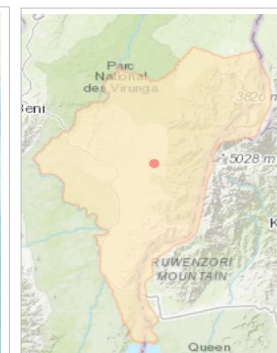 Parc
National
des Virunga
3826 m
Beni
5028 m
K
RUWENZORI
MOUNTAIN
Queen